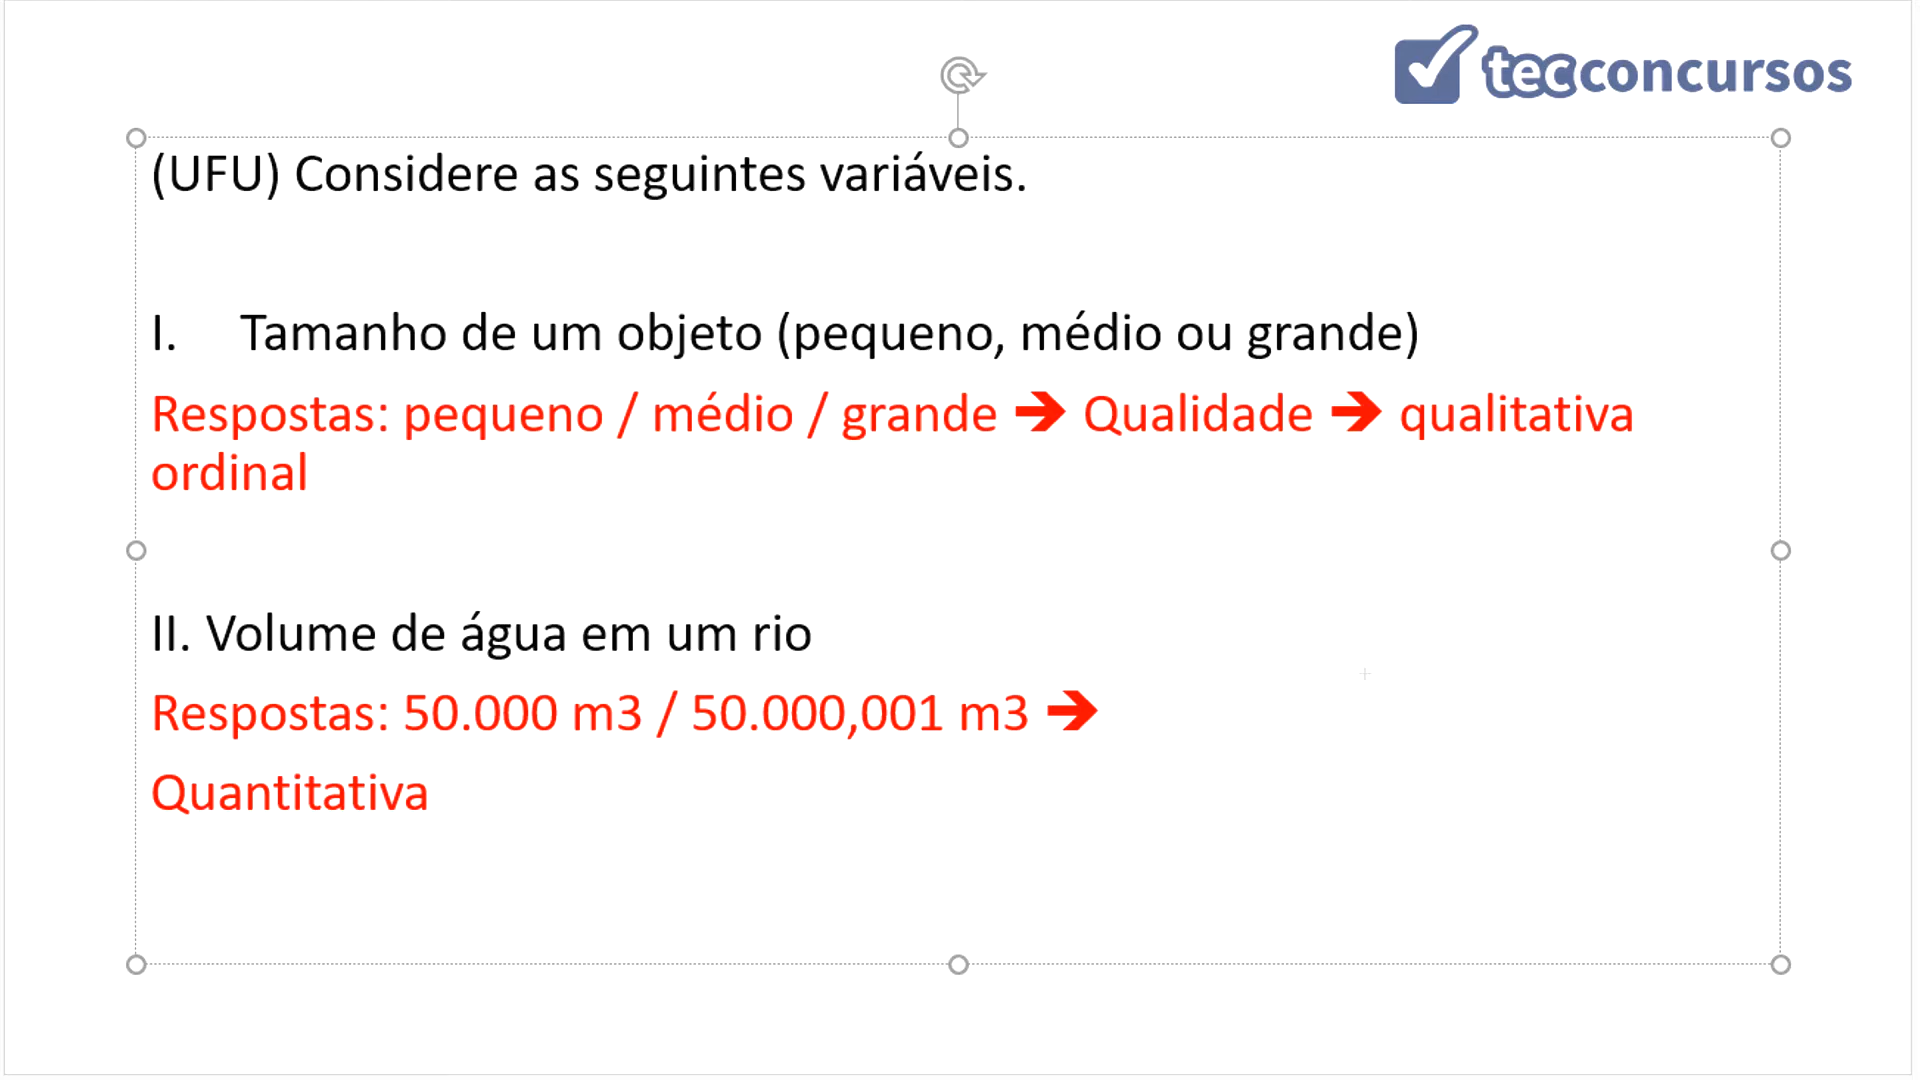 tecconcursos
(UFU) Considere as seguintes variáveis.
I. Tamanho de um objeto (pequeno, médio ou grande)
Respostas: pequeno / médio / grande ➔ Qualidade ➔ qualitativa
ordinal
II. Volume de água em um rio
Respostas: 50.000 m3 / 50.000,001 m3 ➔
Quantitativa